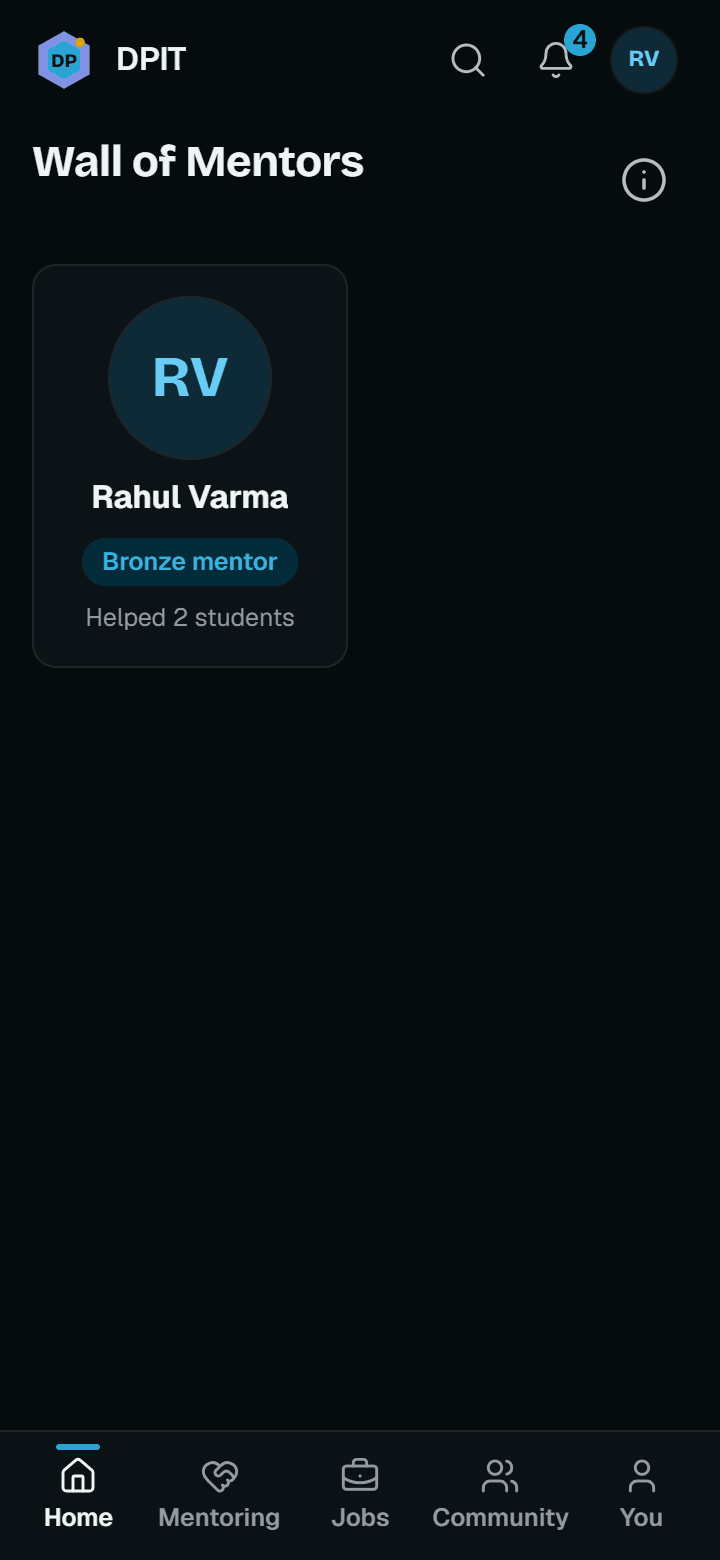 DP
DPIT
4
RV
Wall of Mentors
RV
Rahul Varma
Bronze mentor
Helped 2 students
Home
Mentoring
Jobs
Community
You